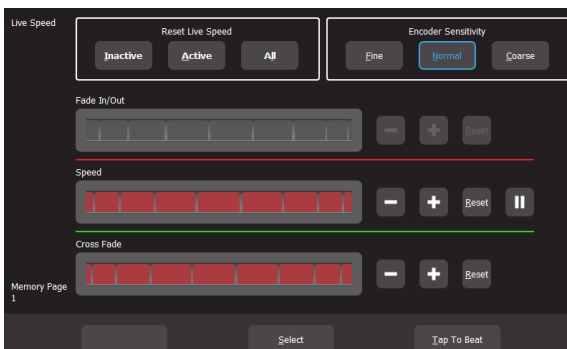 Live Speed
Reset Live Speed
Encoder Sensitivity
Inactive
Active
All
Fine
Normal
Coarse
Fade In/Out
Reset
Speed
Reset
Cross Fade
Reset
Memory Page
1
Select
Tap To Beat